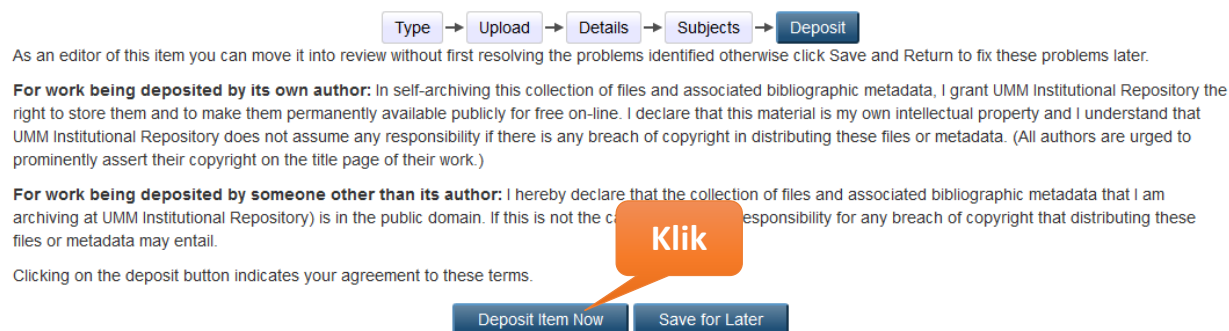 Type → Upload → Details → Subjects → Deposit
As an editor of this item you can move it into review without first resolving the problems identified otherwise click Save and Return to fix these problems later.
For work being deposited by its own author: In self-archiving this collection of files and associated bibliographic metadata, I grant UMM Institutional Repository the
right to store them and to make them permanently available publicly for free on-line. I declare that this material is my own intellectual property and I understand that
UMM Institutional Repository does not assume any responsibility if there is any breach of copyright in distributing these files or metadata. (All authors are urged to
prominently assert their copyright on the title page of their work.)
For work being deposited by someone other than its author: I hereby declare that the collection of files and associated bibliographic metadata that I am
archiving at UMM Institutional Repository) is in the public domain. If this is not the esponsibility for any breach of copyright that distributing these
Klik
files or metadata may entail.
Clicking on the deposit button indicates your agreement to these terms.
Deposit Item Now Save for Later